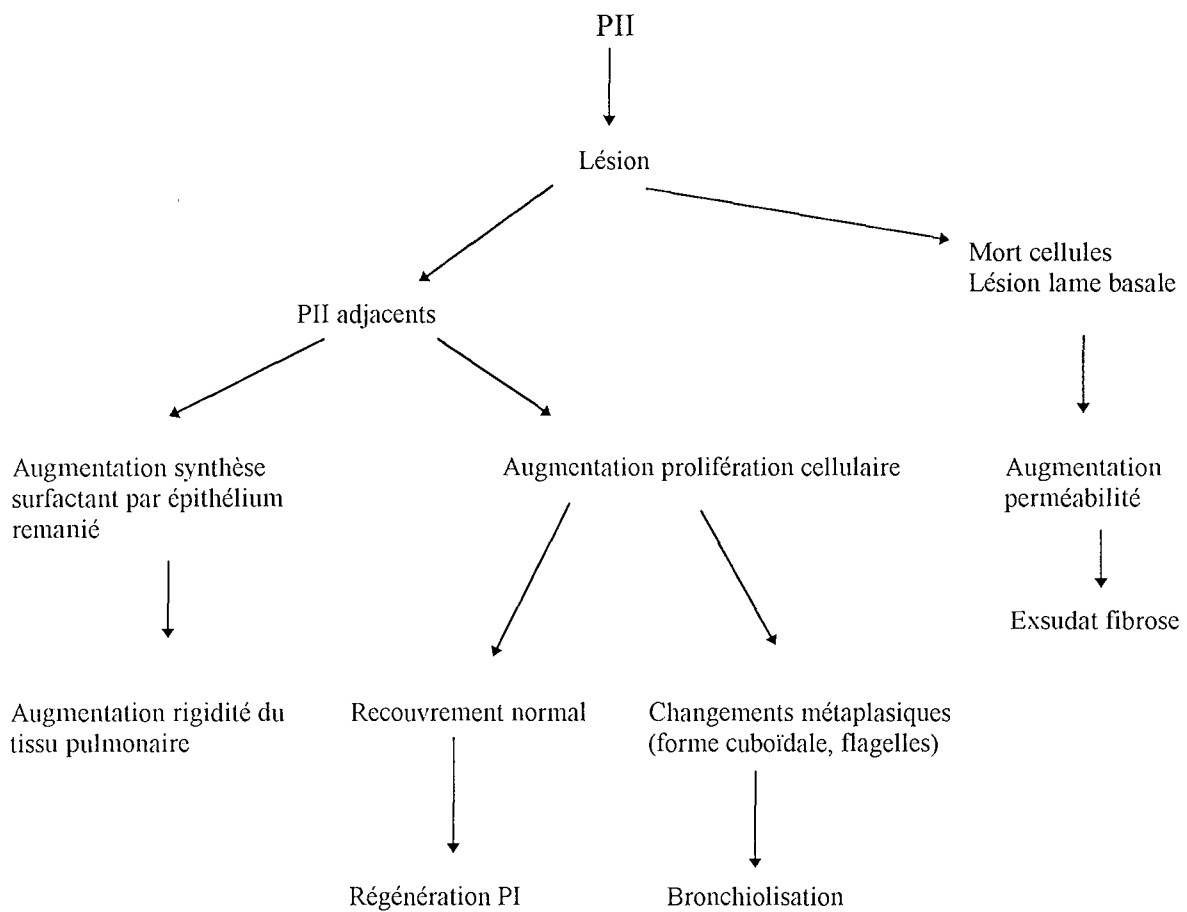 PII
Lésion
Mort cellules
Lésion lame basale
PII adjacents
Augmentation synthèse
surfactant par épithélium
remanié
Augmentation prolifération cellulaire
Augmentation
perméabilité
Exsudat fibrose
Augmentation rigidité du
tissu pulmonaire
Recouvrement normal
Changements métaplasiques
(forme cuboïdale, flagelles)
Régénération PI
Bronchiolisation